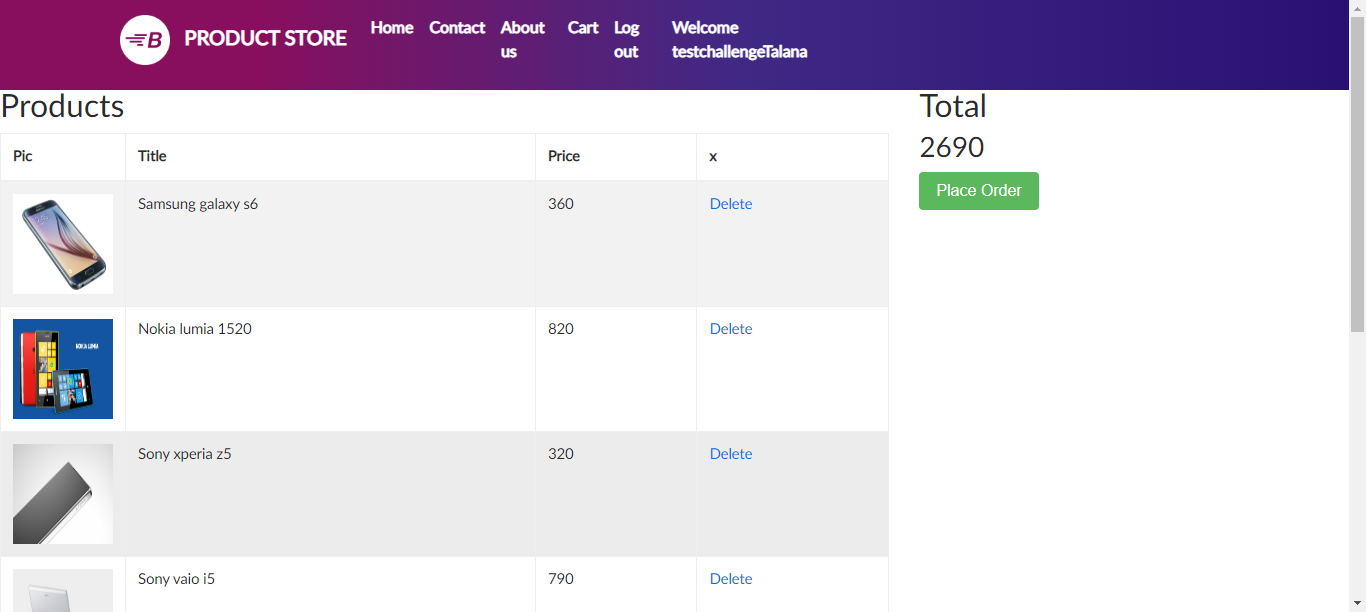 B PRODUCT STORE Home Contact About us Cart Log out Welcome testchallengeTalana
Products
Pic Title Price x
Samsung galaxy s6 360 Delete
NOKIA LUMIA
Nokia lumia 1520 820 Delete
Sony xperia z5 320 Delete
Sony vaio i5 790 Delete
Total
2690
Place Order